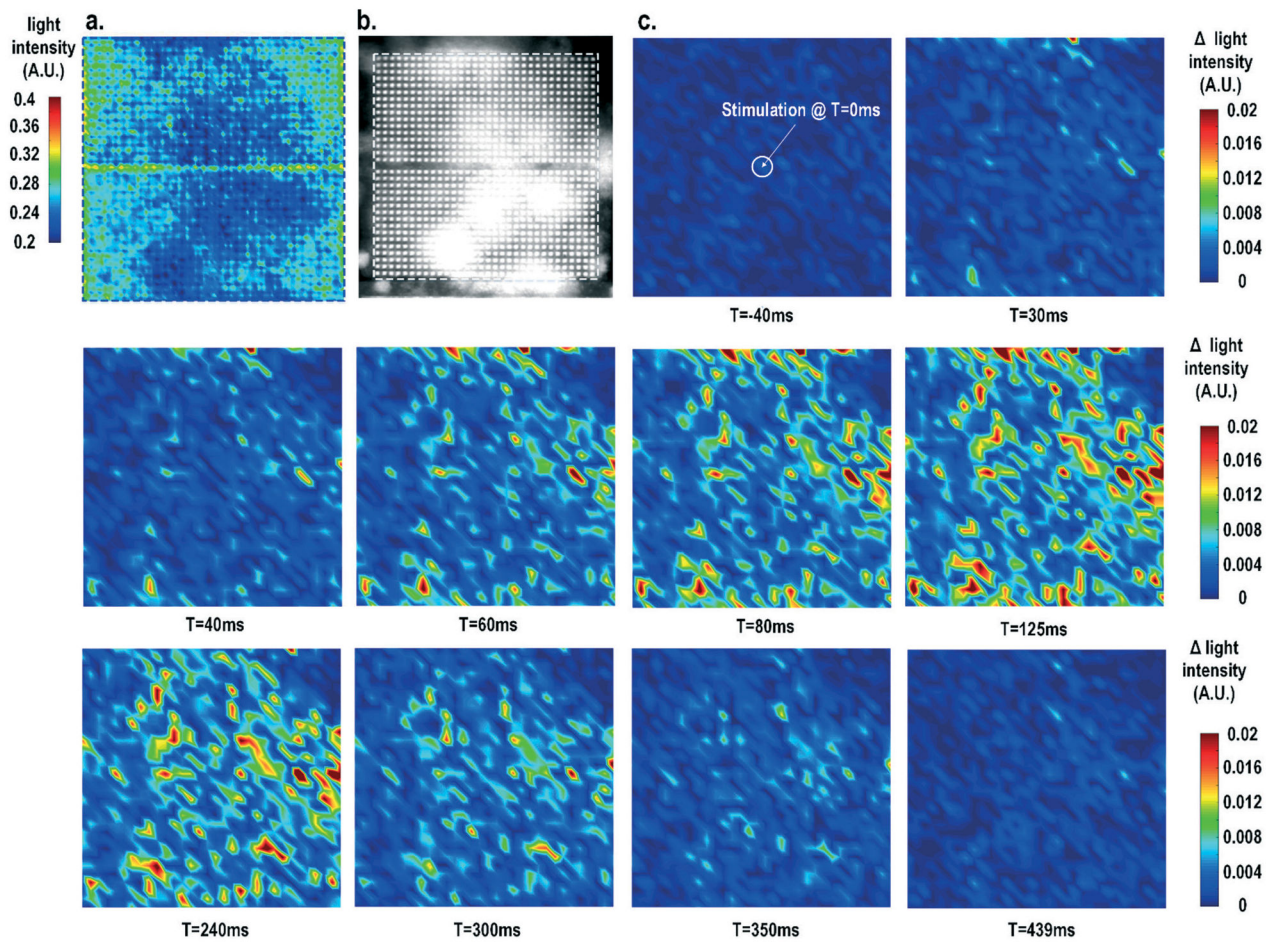 a.
b.
c.
light
intensity
(A.U.)
0.4
0.36
0.32
0.28
0.24
0.2
Stimulation @ T=0ms
Δ light
intensity
(A.U.)
0.02
0.016
0.012
0.008
0.004
0
T=-40ms
T=30ms
Δ light
intensity
(A.U.)
0.02
0.016
0.012
0.008
0.004
0
T=40ms
T=60ms
T=80ms
T=125ms
Δ light
intensity
(A.U.)
0.02
0.016
0.012
0.008
0.004
0
T=240ms
T=300ms
T=350ms
T=439ms